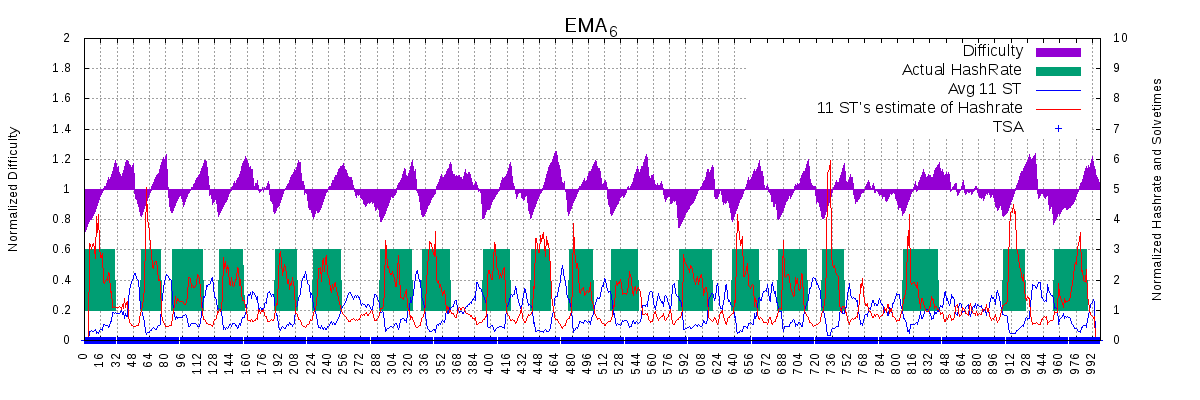 EMA6
2 1.8 1.6 1.4 1.2 1 0.8 0.6 0.4 0.2 0
Normalized Difficulty
Difficulty
Actual HashRate
Avg 11 ST
11 ST's estimate of Hashrate
TSA
10 9 8 7 6 5 4 3 2 1 0
Normalized Hashrate and Solvetimes
0 16 32 48 64 80 96 112 128 144 160 176 192 208 224 240 256 272 288 304 320 336 352 368 384 400 416 432 448 464 480 496 512 528 544 560 576 592 608 624 640 656 672 688 704 720 736 752 768 784 800 816 832 848 864 880 896 912 928 944 960 976 992